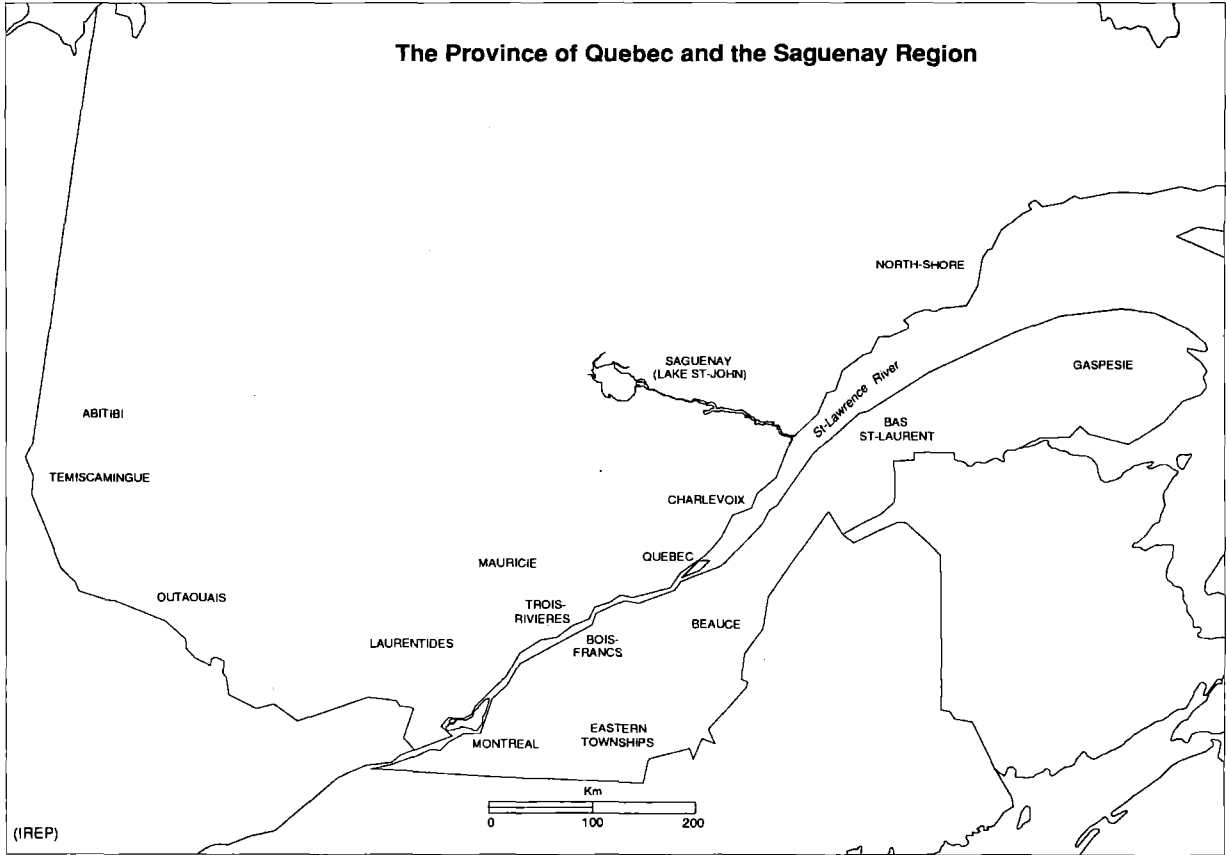 The Province of Quebec and the Saguenay Region
NORTH-SHORE
SAGUENAY
(LAKE ST-JOHN)
GASPESIE
St-Lawrence River
ABITIBI
BAS
ST-LAURENT
TEMISCAMINGUE
CHARLEVOIX
QUEBEC
MAURICIE
OUTAOUAIS
TROIS-
RIVIERES
BEAUCE
LAURENTIDES
BOIS-
FRANCS
MONTREAL
EASTERN
TOWNSHIPS
Km
0 100 200
(IREP)